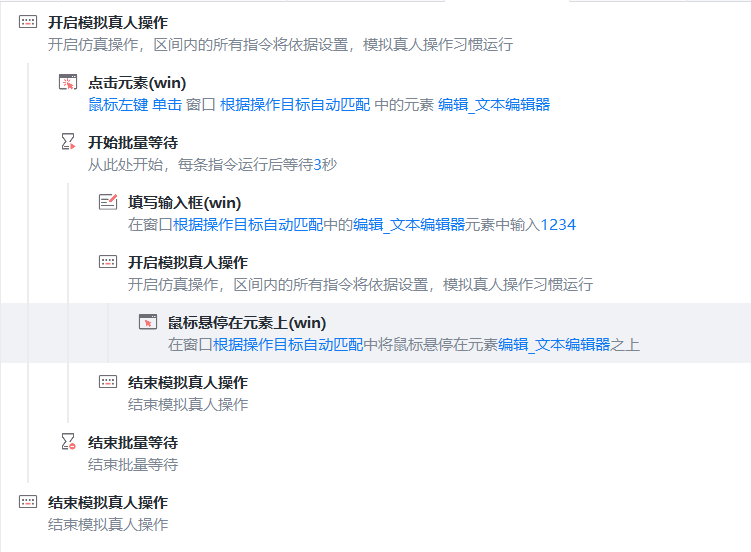 开启模拟真人操作
开启仿真操作，区间内的所有指令将依据设置，模拟真人操作习惯运行
点击元素(win)
鼠标左键 单击 窗口 根据操作目标自动匹配 中的元素 编辑_文本编辑器
开始批量等待
从此处开始，每条指令运行后等待3秒
填写输入框(win)
在窗口根据操作目标自动匹配中的编辑_文本编辑器元素中输入1234
开启模拟真人操作
开启仿真操作，区间内的所有指令将依据设置，模拟真人操作习惯运行
鼠标悬停在元素上(win)
在窗口根据操作目标自动匹配中将鼠标悬停在元素编辑_文本编辑器之上
结束模拟真人操作
结束模拟真人操作
结束批量等待
结束批量等待
结束模拟真人操作
结束模拟真人操作